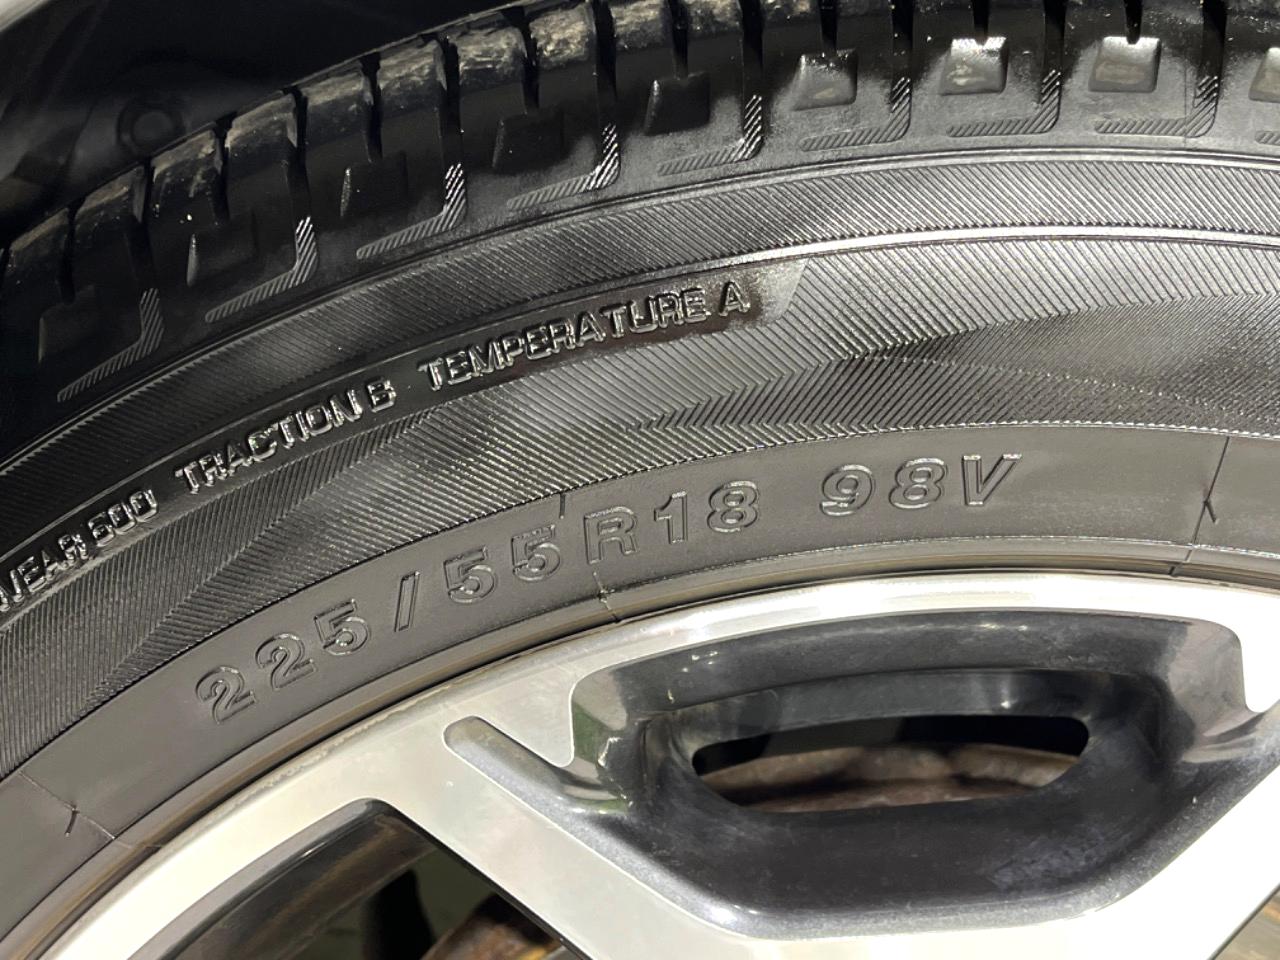 TRACTION B TEMPERATURE A
225/55R18 98V